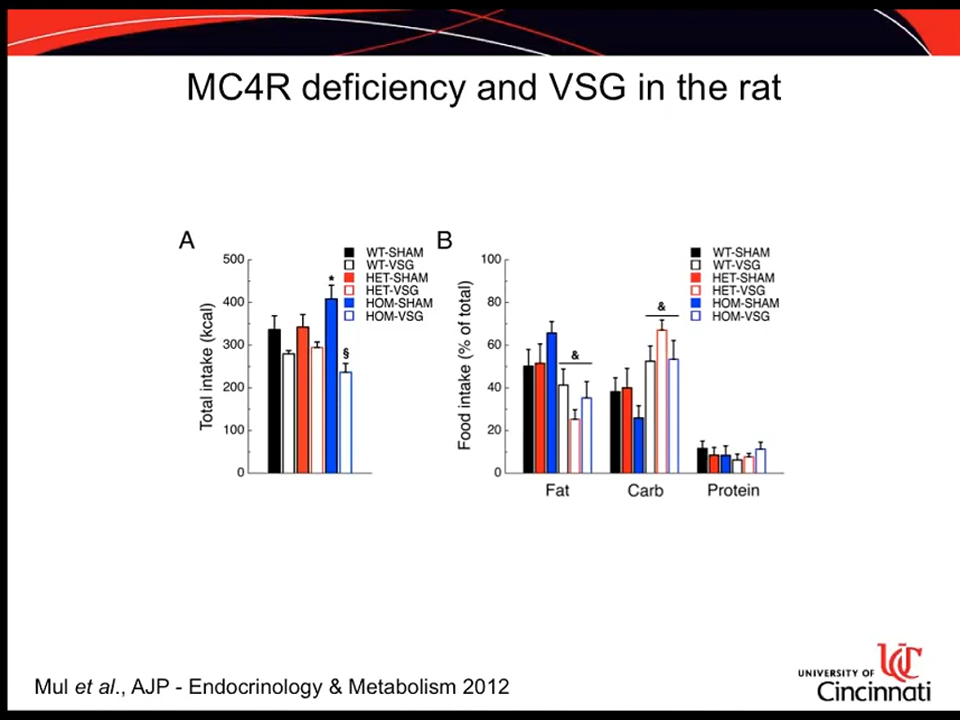 MC4R deficiency and VSG in the rat
A
500
400
300
200
100
0
Total intake (kcal)
*
§
WT-SHAM
WT-VSG
HET-SHAM
HET-VSG
HOM-SHAM
HOM-VSG
B
100
80
60
40
20
0
Food intake (% of total)
&
&
WT-SHAM
WT-VSG
HET-SHAM
HET-VSG
HOM-SHAM
HOM-VSG
Fat Carb Protein
Mul et al., AJP - Endocrinology & Metabolism 2012
UC
UNIVERSITY OF
Cincinnati